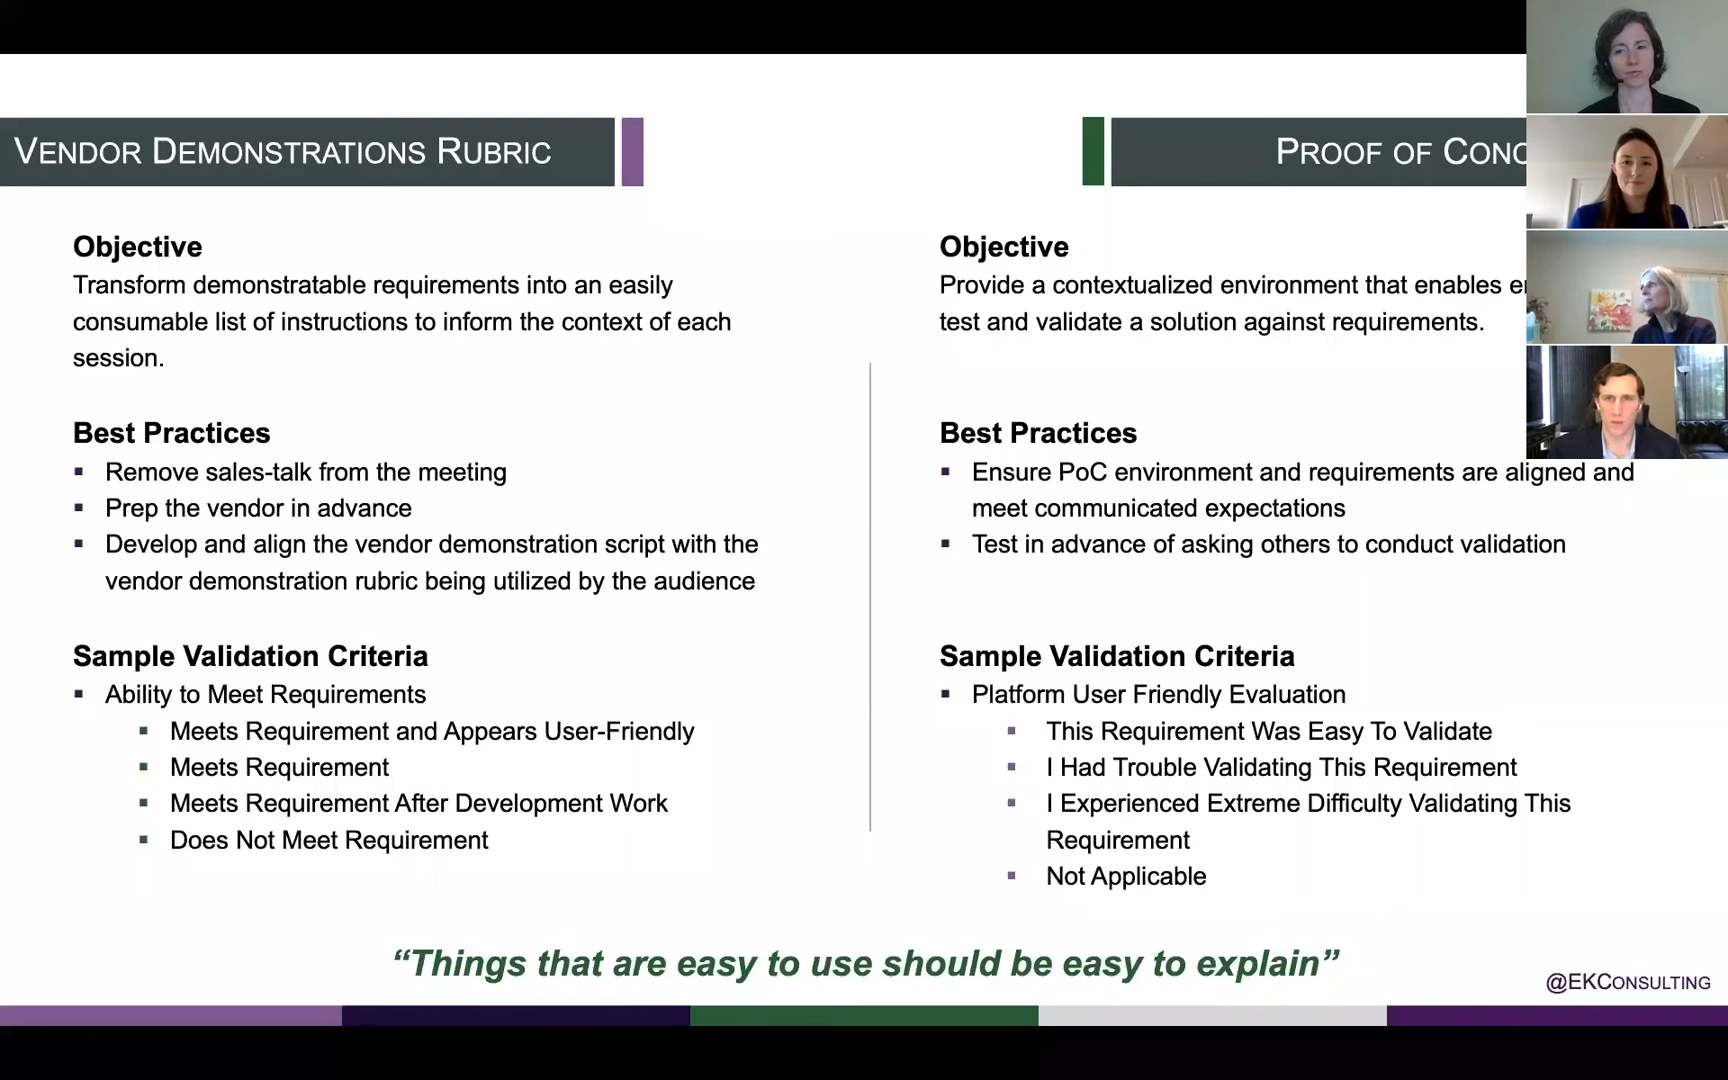 VENDOR DEMONSTRATIONS RUBRIC
Objective
Transform demonstratable requirements into an easily
consumable list of instructions to inform the context of each
session.
Best Practices
Remove sales-talk from the meeting
Prep the vendor in advance
Develop and align the vendor demonstration script with the
vendor demonstration rubric being utilized by the audience
Sample Validation Criteria
Ability to Meet Requirements
Meets Requirement and Appears User-Friendly
Meets Requirement
Meets Requirement After Development Work
Does Not Meet Requirement
PROOF OF
Objective
Provide a contextualized environment that enables
test and validate a solution against requirements.
Best Practices
Ensure PoC environment and requirements are aligned and
meet communicated expectations
Test in advance of asking others to conduct validation
Sample Validation Criteria
Platform User Friendly Evaluation
This Requirement Was Easy To Validate
I Had Trouble Validating This Requirement
I Experienced Extreme Difficulty Validating This
Requirement
Not Applicable
“Things that are easy to use should be easy to explain”
@EKCONSULTING